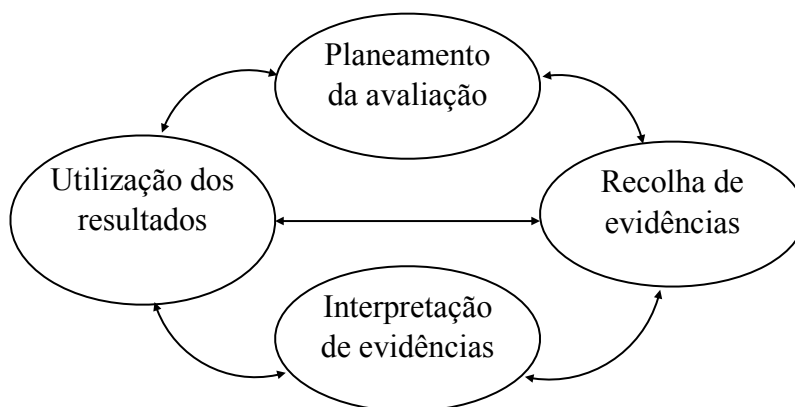 Planeamento
da avaliação
Utilização dos
resultados
Recolha de
evidências
Interpretação
de evidências